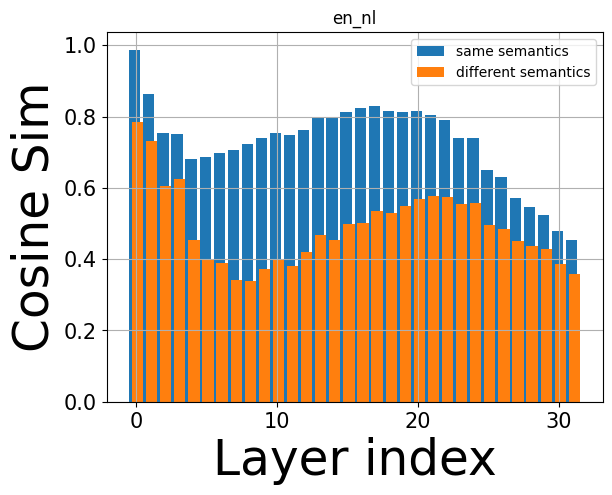 en_nl
same semantics
different semantics
Cosine Sim
1.0
0.8
0.6
0.4
0.2
0.0
0 10 20 30
Layer index